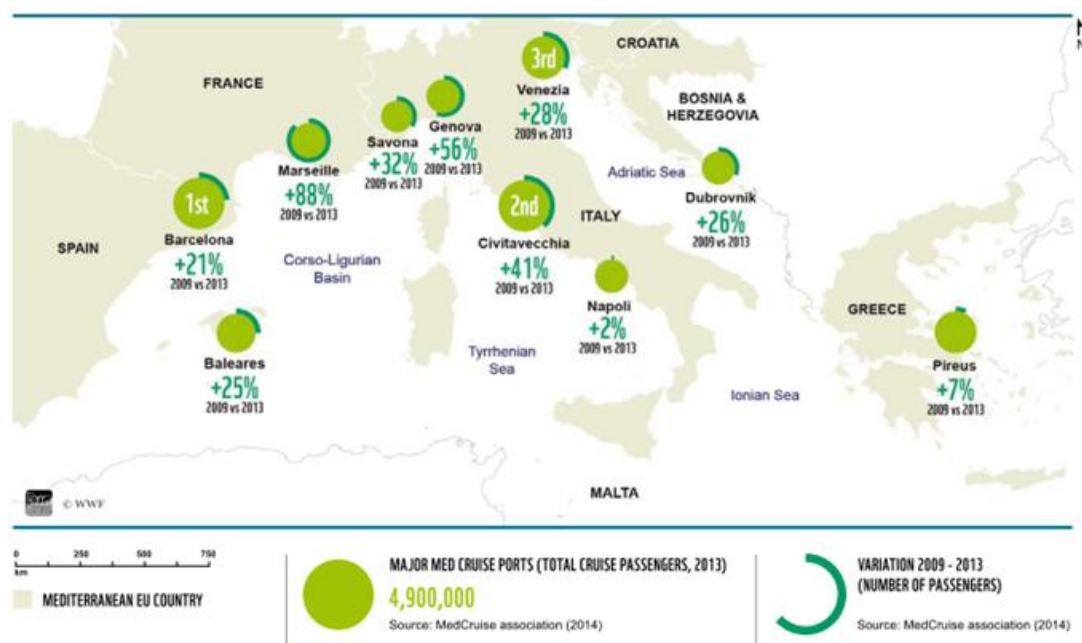 N
N
CROATIA
3rd
FRANCE
Venezia
+28%
2009 vs 2013
BOSNIA &
HERZEGOVIA
Genova
+56%
2009 vs 2013
Savona
+32%
2009 vs 2013
Marseille
+88%
2009 vs 2013
Adriatic Sea
Dubrovnik
+26%
2009 vs 2013
1st
Barcelona
+21%
2009 vs 2013
2nd
Civitavecchia
+41%
2009 vs 2013
ITALY
SPAIN
Corso-Ligurian
Basin
Napoli
+2%
2009 vs 2013
GREECE
Baleares
+25%
2009 vs 2013
Tyrrhenian
Sea
Pireus
+7%
2009 vs 2013
Ionian Sea
MALTA
© WWF
0 250 500 750
km
MEDITERRANEAN EU COUNTRY
MAJOR MED CRUISE PORTS (TOTAL CRUISE PASSENGERS, 2013)
4,900,000
Source: MedCruise association (2014)
VARIATION 2009 - 2013
(NUMBER OF PASSENGERS)
Source: MedCruise association (2014)